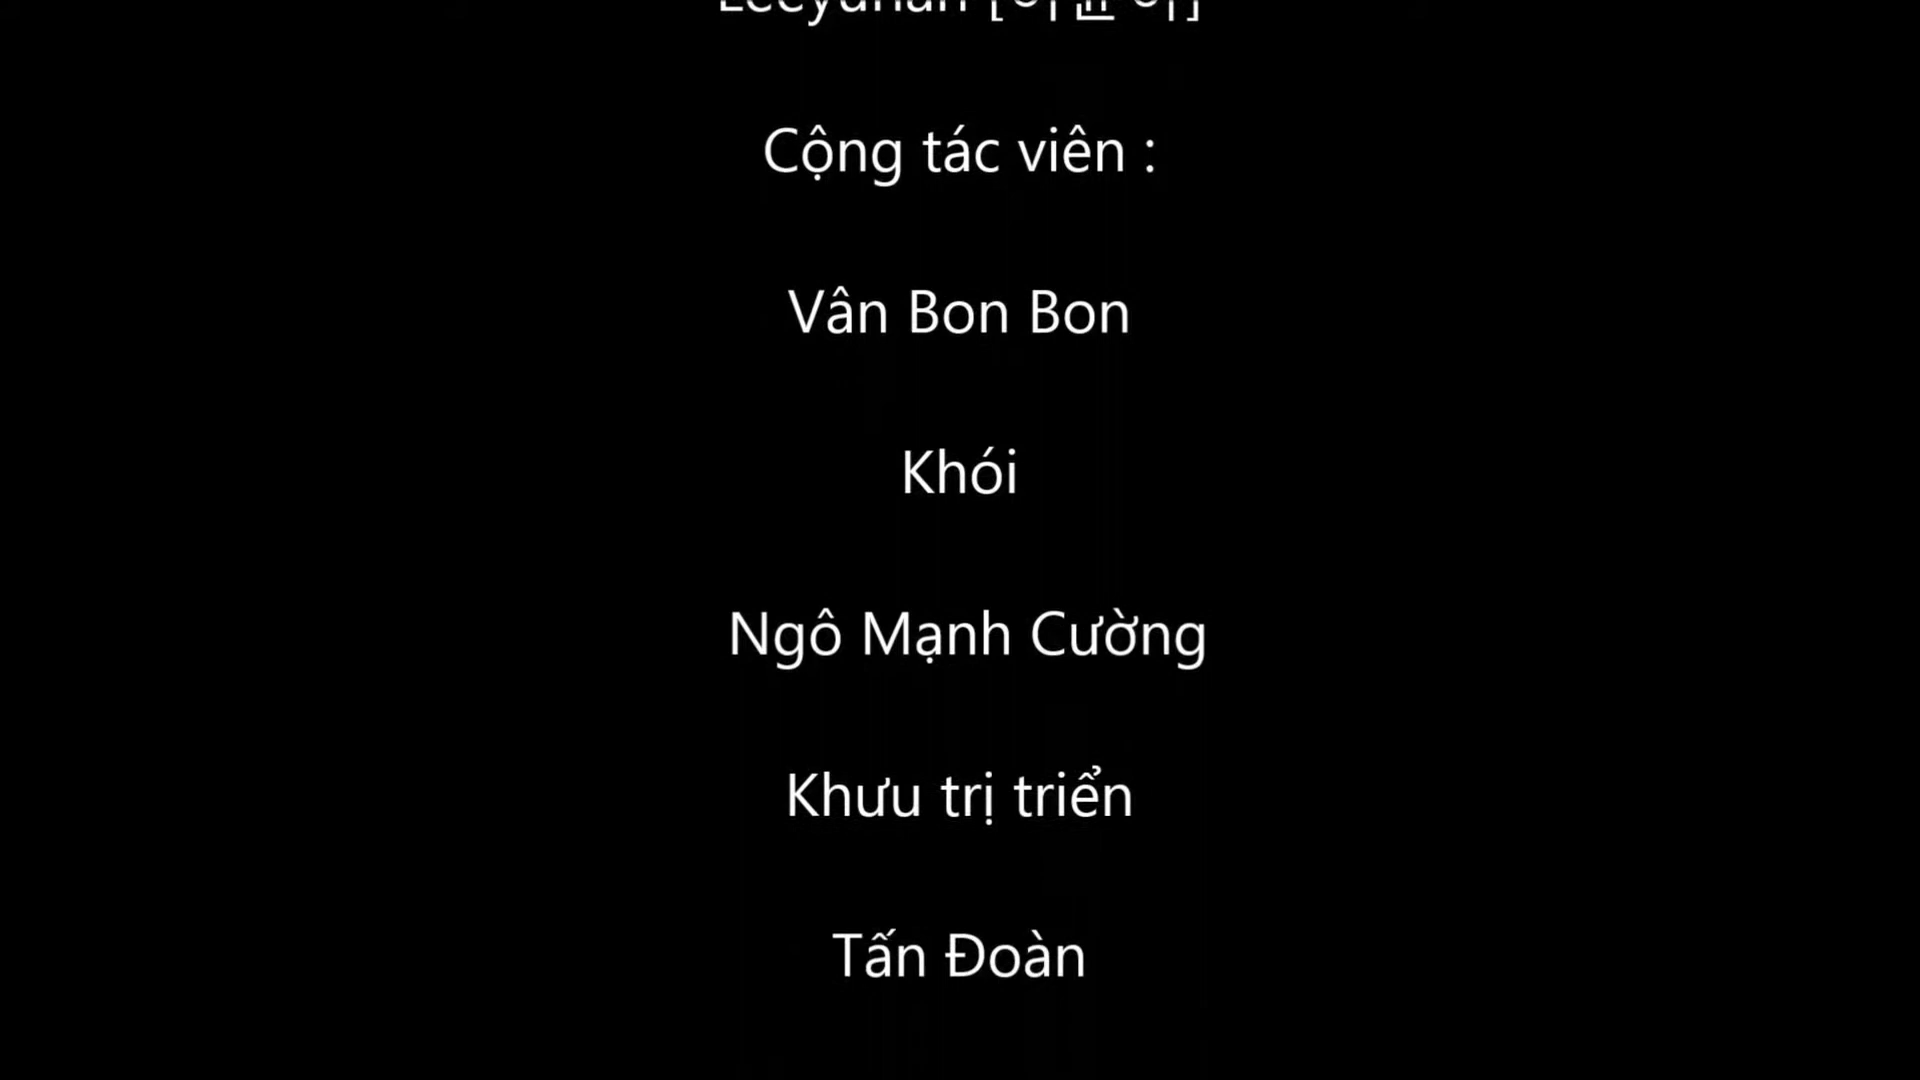 Cộng tác viên :
Vân Bon Bon
Khói
Ngô Mạnh Cường
Khưu trị triển
Tấn Đoàn